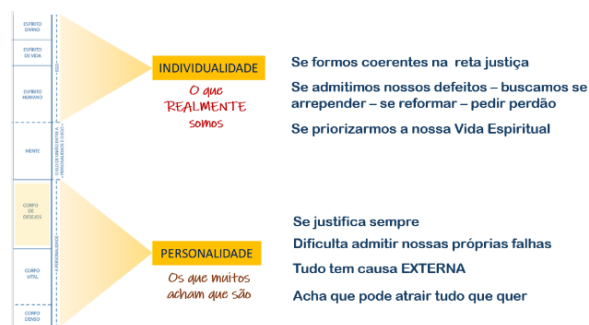 ESPÍRITO
DIVINO
ESPÍRITO
DE VIDA
ESPÍRITO
HUMANO
MENTE
CORPO
DE
DESEJOS
CORPO
VITAL
CORPO
DENSO
INDIVIDUALIDADE
O que
REALMENTE
somos
Se formos coerentes na reta justiça
Se admitimos nossos defeitos – buscamos se
arrepender – se reformar – pedir perdão
Se priorizarmos a nossa Vida Espiritual
PERSONALIDADE
Os que muitos
acham que são
Se justifica sempre
Dificulta admitir nossas próprias falhas
Tudo tem causa EXTERNA
Acha que pode atrair tudo que quer